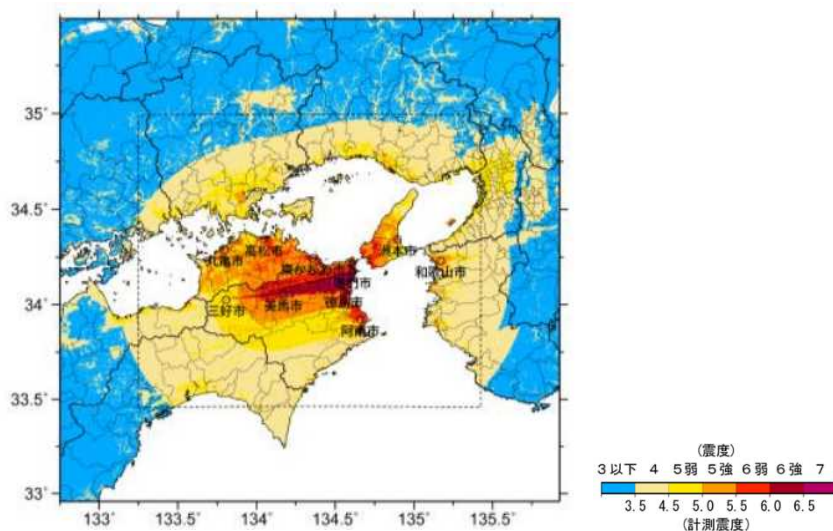 35°
34.5°
34°
33.5°
33°
133°
133.5°
134°
134.5°
135°
135.5°
丸亀市
高松市
東かがわ市
洲本市
和歌山市
鳴門市
三好市
美馬市
徳島市
阿南市
(震度)
3以下 4 5弱 5強 6弱 6強 7
3.5 4.5 5.0 5.5 6.0 6.5
(計測震度)